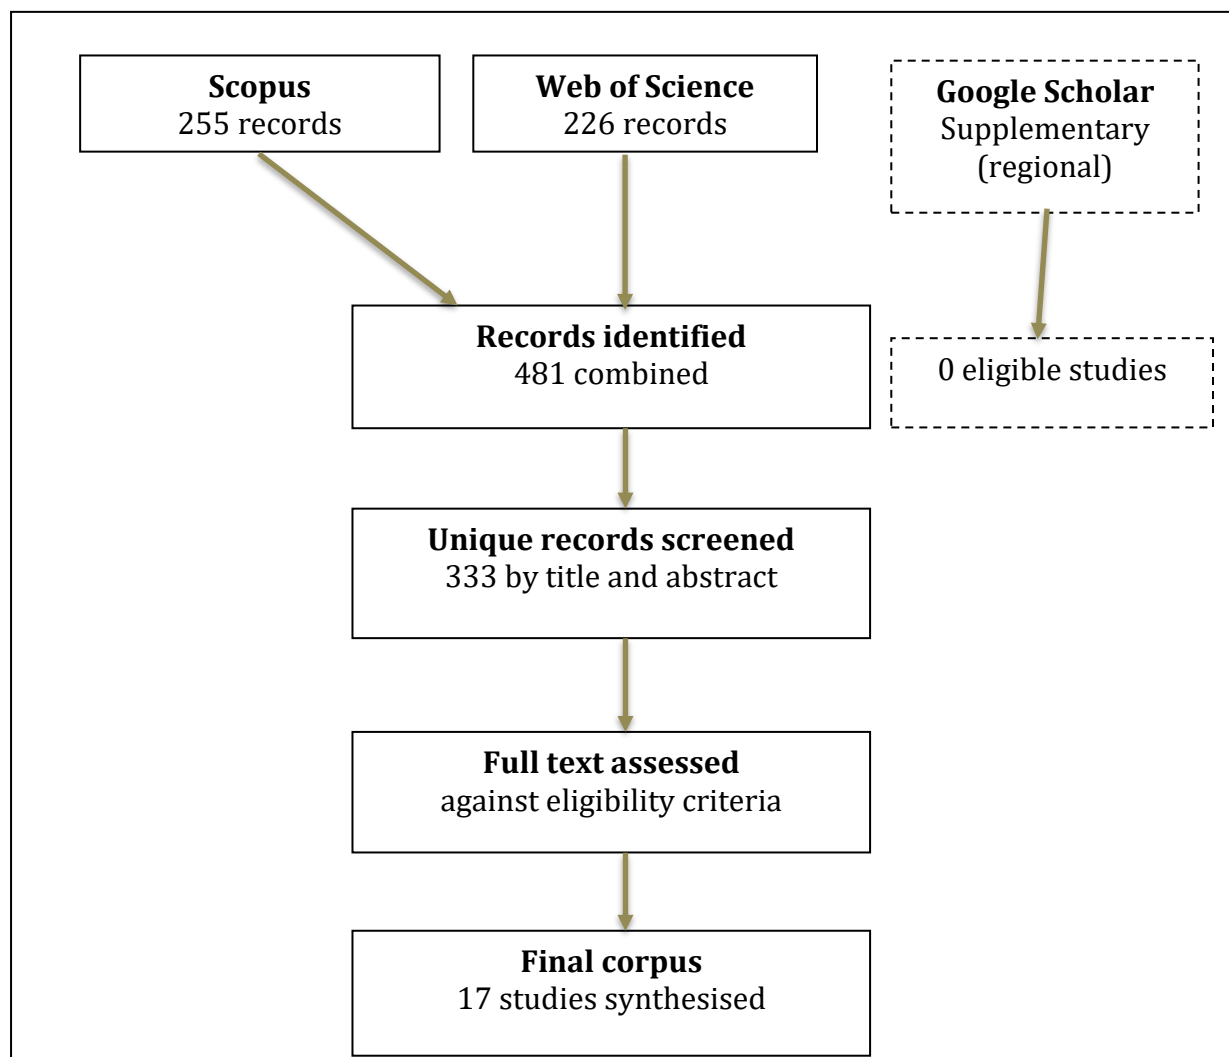 Scopus
255 records
Web of Science
226 records
Google Scholar
Supplementary
(regional)
Records identified
481 combined
0 eligible studies
Unique records screened
333 by title and abstract
Full text assessed
against eligibility criteria
Final corpus
17 studies synthesised